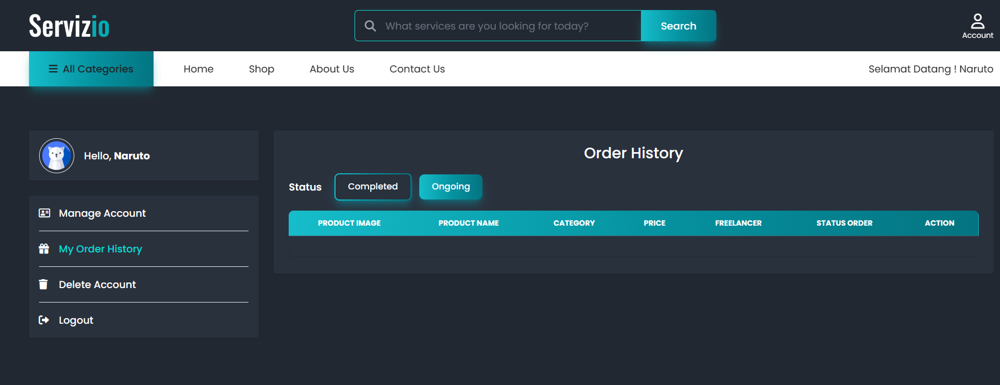 Servizio
What services are you looking for today?
Search
Account
All Categories
Home
Shop
About Us
Contact Us
Selamat Datang ! Naruto
Hello, Naruto
Manage Account
My Order History
Delete Account
Logout
Order History
Status
Completed
Ongoing
PRODUCT IMAGE PRODUCT NAME CATEGORY PRICE FREELANCER STATUS ORDER ACTION